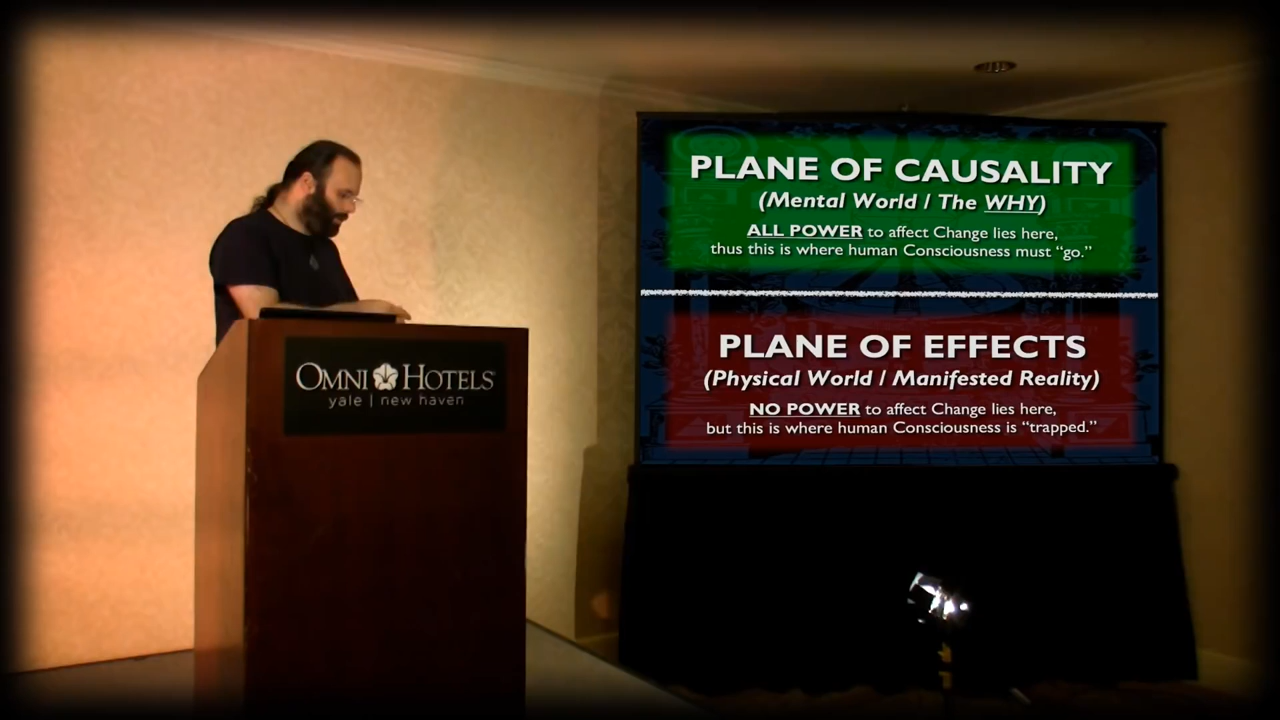 OMNI HOTELS
yale | new haven
PLANE OF CAUSALITY
(Mental World / The WHY)
ALL POWER to affect Change lies here,
thus this is where human Consciousness must “go.”
PLANE OF EFFECTS
(Physical World / Manifested Reality)
NO POWER to affect Change lies here,
but this is where human Consciousness is “trapped.”